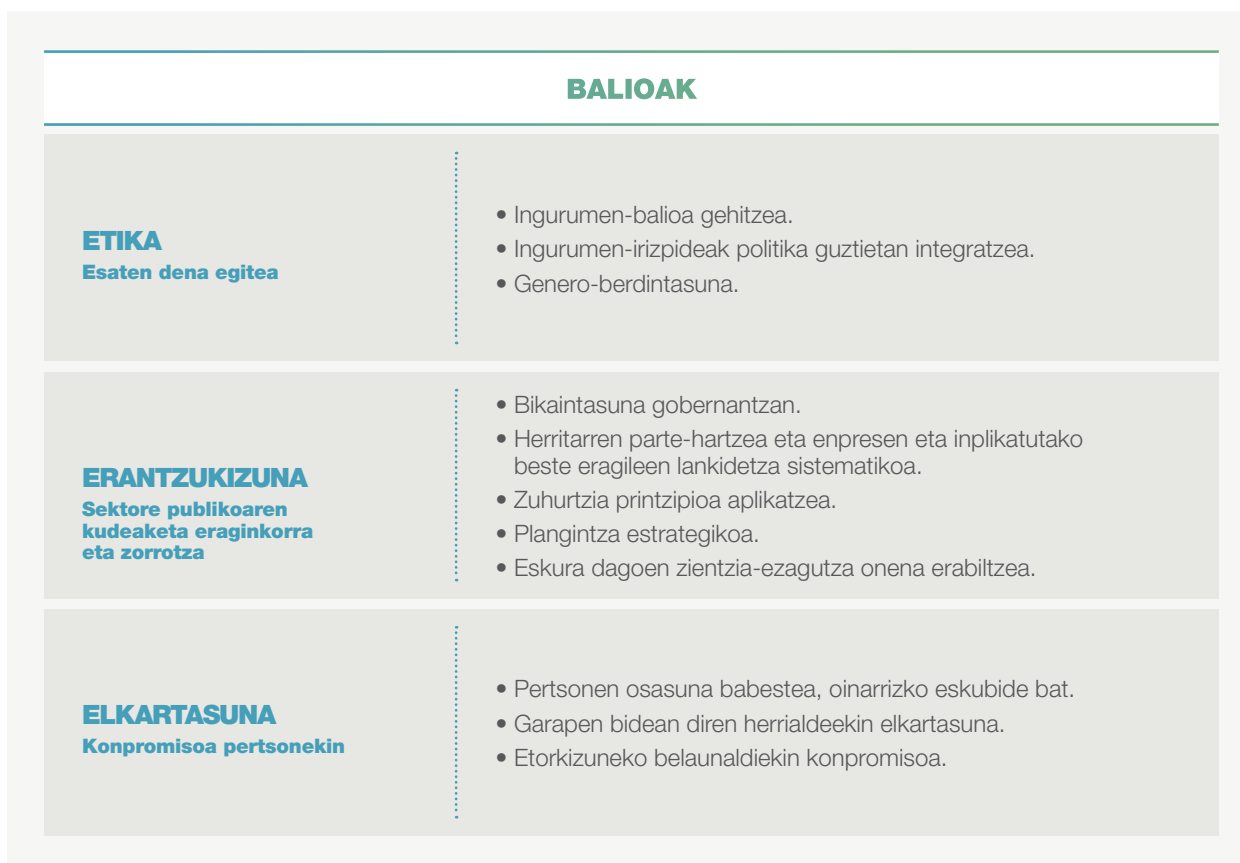 BALIOAK
ETIKA
Esaten dena egitea
• Ingurumen-balioa gehitzea.
• Ingurumen-irizpideak politika guztietan integratzea.
• Genero-berdintasuna.
ERANTZUKIZUNA
Sektore publikoaren
kudeaketa eraginkorra
eta zorrotza
• Bikaintasuna gobernantzan.
• Herritarren parte-hartzea eta enpresen eta inplikatutako
beste eragileen lankidetza sistematikoa.
• Zuhurtzia printzipioa aplikatzea.
• Plangintza estrategikoa.
• Eskura dagoen zientzia-ezagutza onena erabiltzea.
ELKARTASUNA
Konpromisoa pertsonekin
• Pertsonen osasuna babestea, oinarrizko eskubide bat.
• Garapen bidean diren herrialdeekin elkartasuna.
• Etorkizuneko belaunaldiekin konpromisoa.